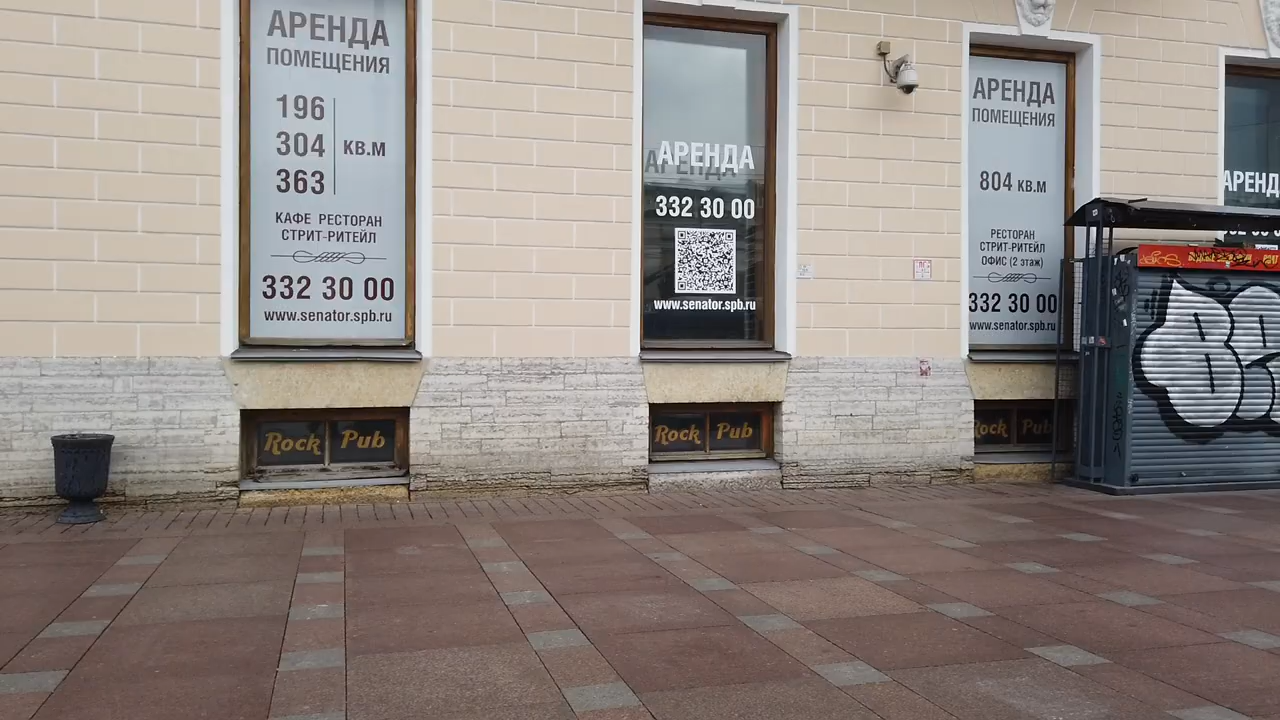 АРЕНДА
ПОМЕЩЕНИЯ
196
304 КВ.М
363
КАФЕ РЕСТОРАН
СТРИТ-РИТЕЙЛ
332 30 00
www.senator.spb.ru
АРЕНДА
332 30 00
www.senator.spb.ru
АРЕНДА
ПОМЕЩЕНИЯ
804 КВ.М
РЕСТОРАН
СТРИТ-РИТЕЙЛ
ОФИС (2 этаж)
332 30 00
www.senator.spb.ru
АРЕНД
Rock Pub
Rock Pub
Rock Pub